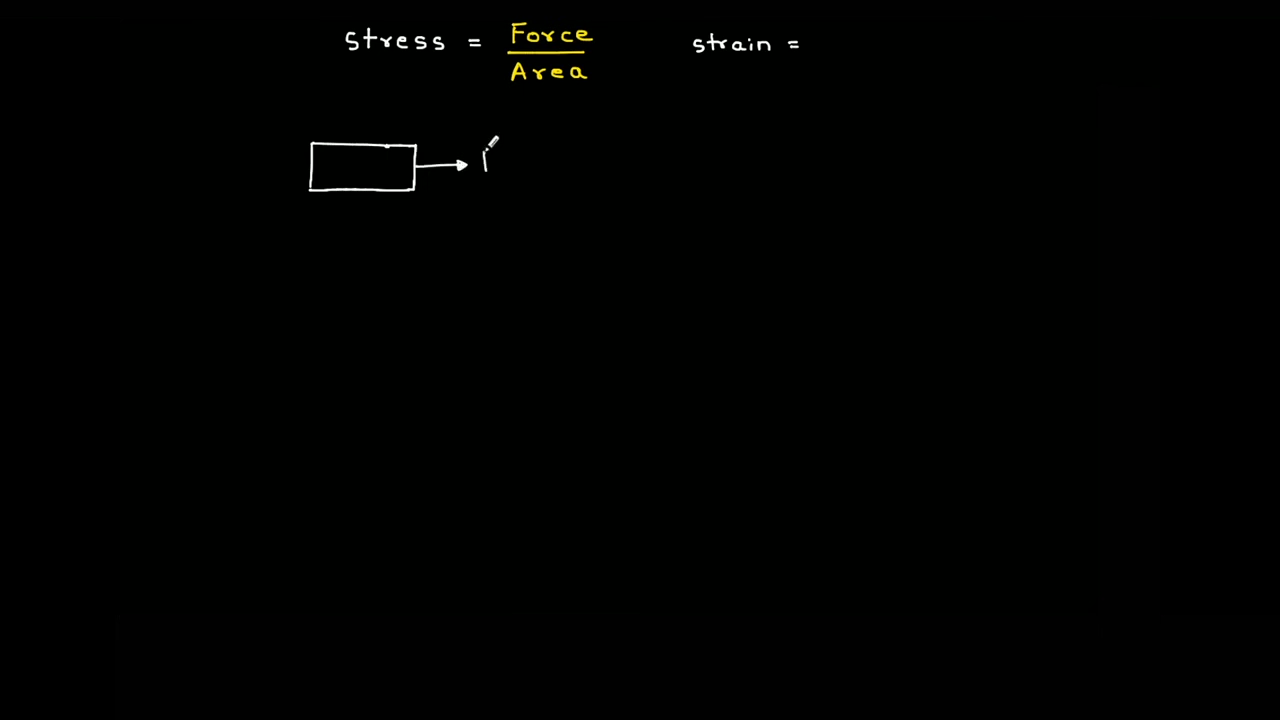 stress = Force / Area strain =